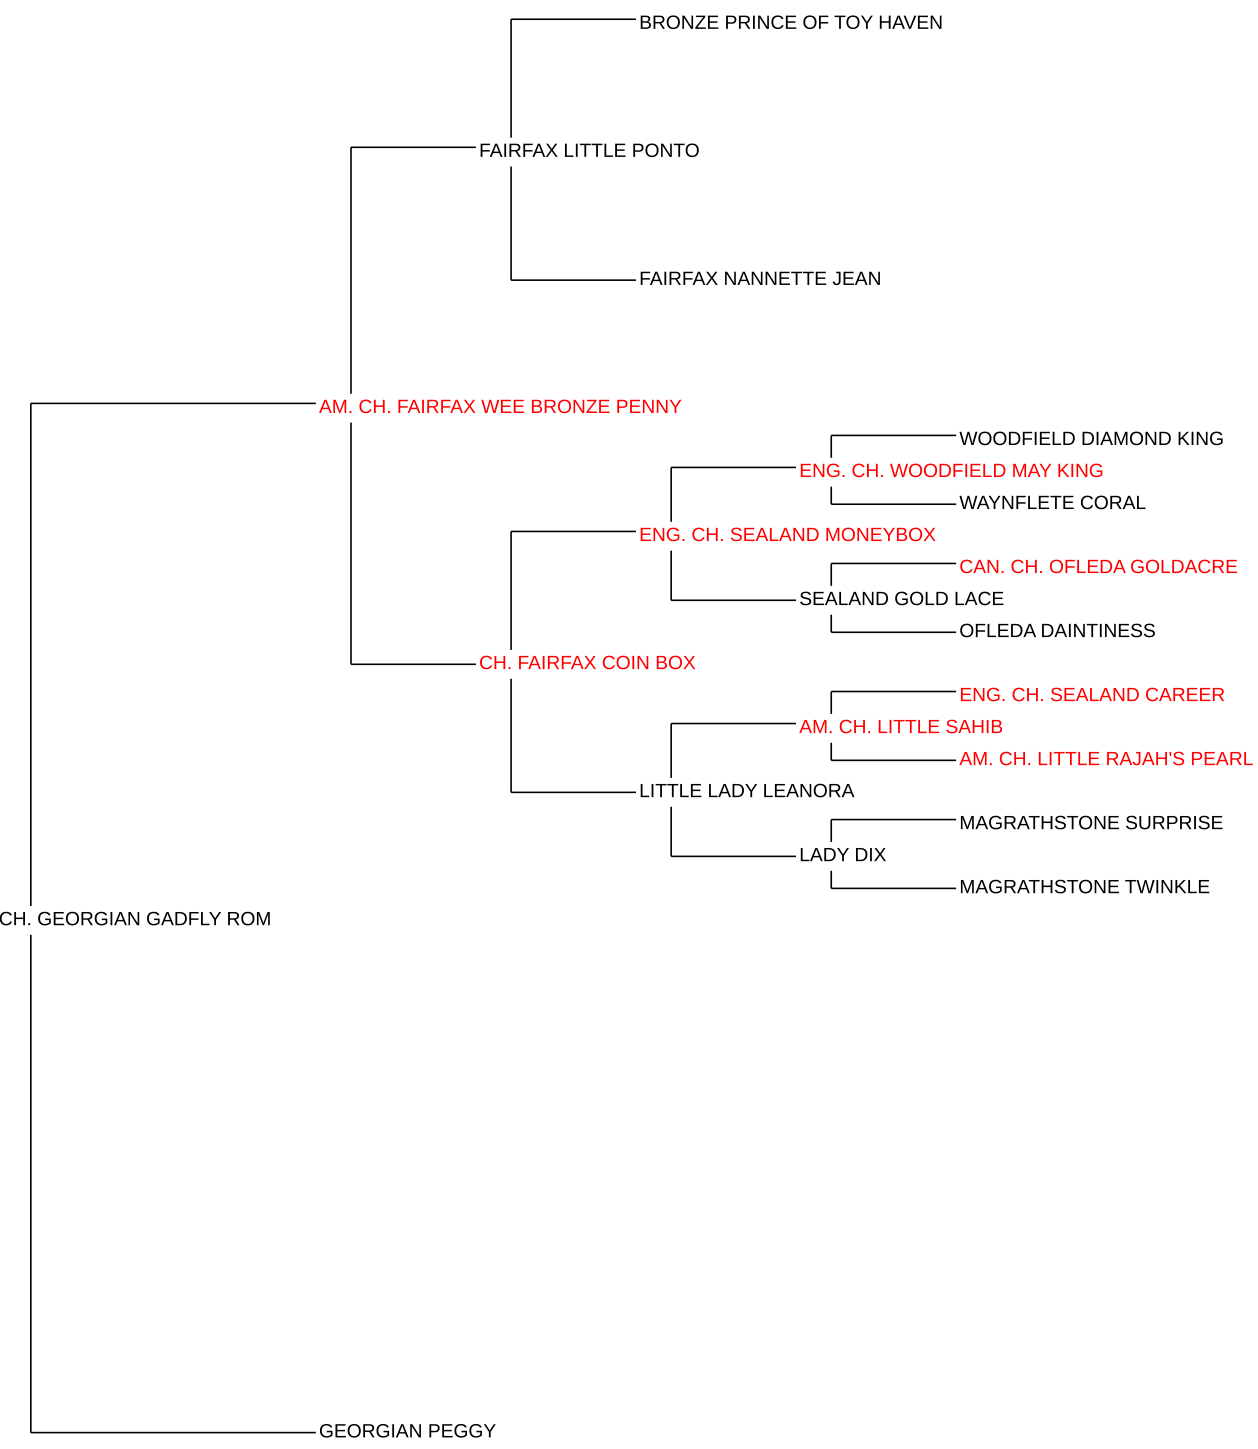 BRONZE PRINCE OF TOY HAVEN
FAIRFAX LITTLE PONTO
FAIRFAX NANNETTE JEAN
AM. CH. FAIRFAX WEE BRONZE PENNY
WOODFIELD DIAMOND KING
ENG. CH. WOODFIELD MAY KING
WAYNFLETE CORAL
ENG. CH. SEALAND MONEYBOX
CAN. CH. OFLEDA GOLDACRE
SEALAND GOLD LACE
OFLEDA DAINTINESS
CH. FAIRFAX COIN BOX
ENG. CH. SEALAND CAREER
AM. CH. LITTLE SAHIB
AM. CH. LITTLE RAJAH'S PEARL
LITTLE LADY LEANORA
MAGRATHSTONE SURPRISE
LADY DIX
MAGRATHSTONE TWINKLE
CH. GEORGIAN GADFLY ROM
GEORGIAN PEGGY